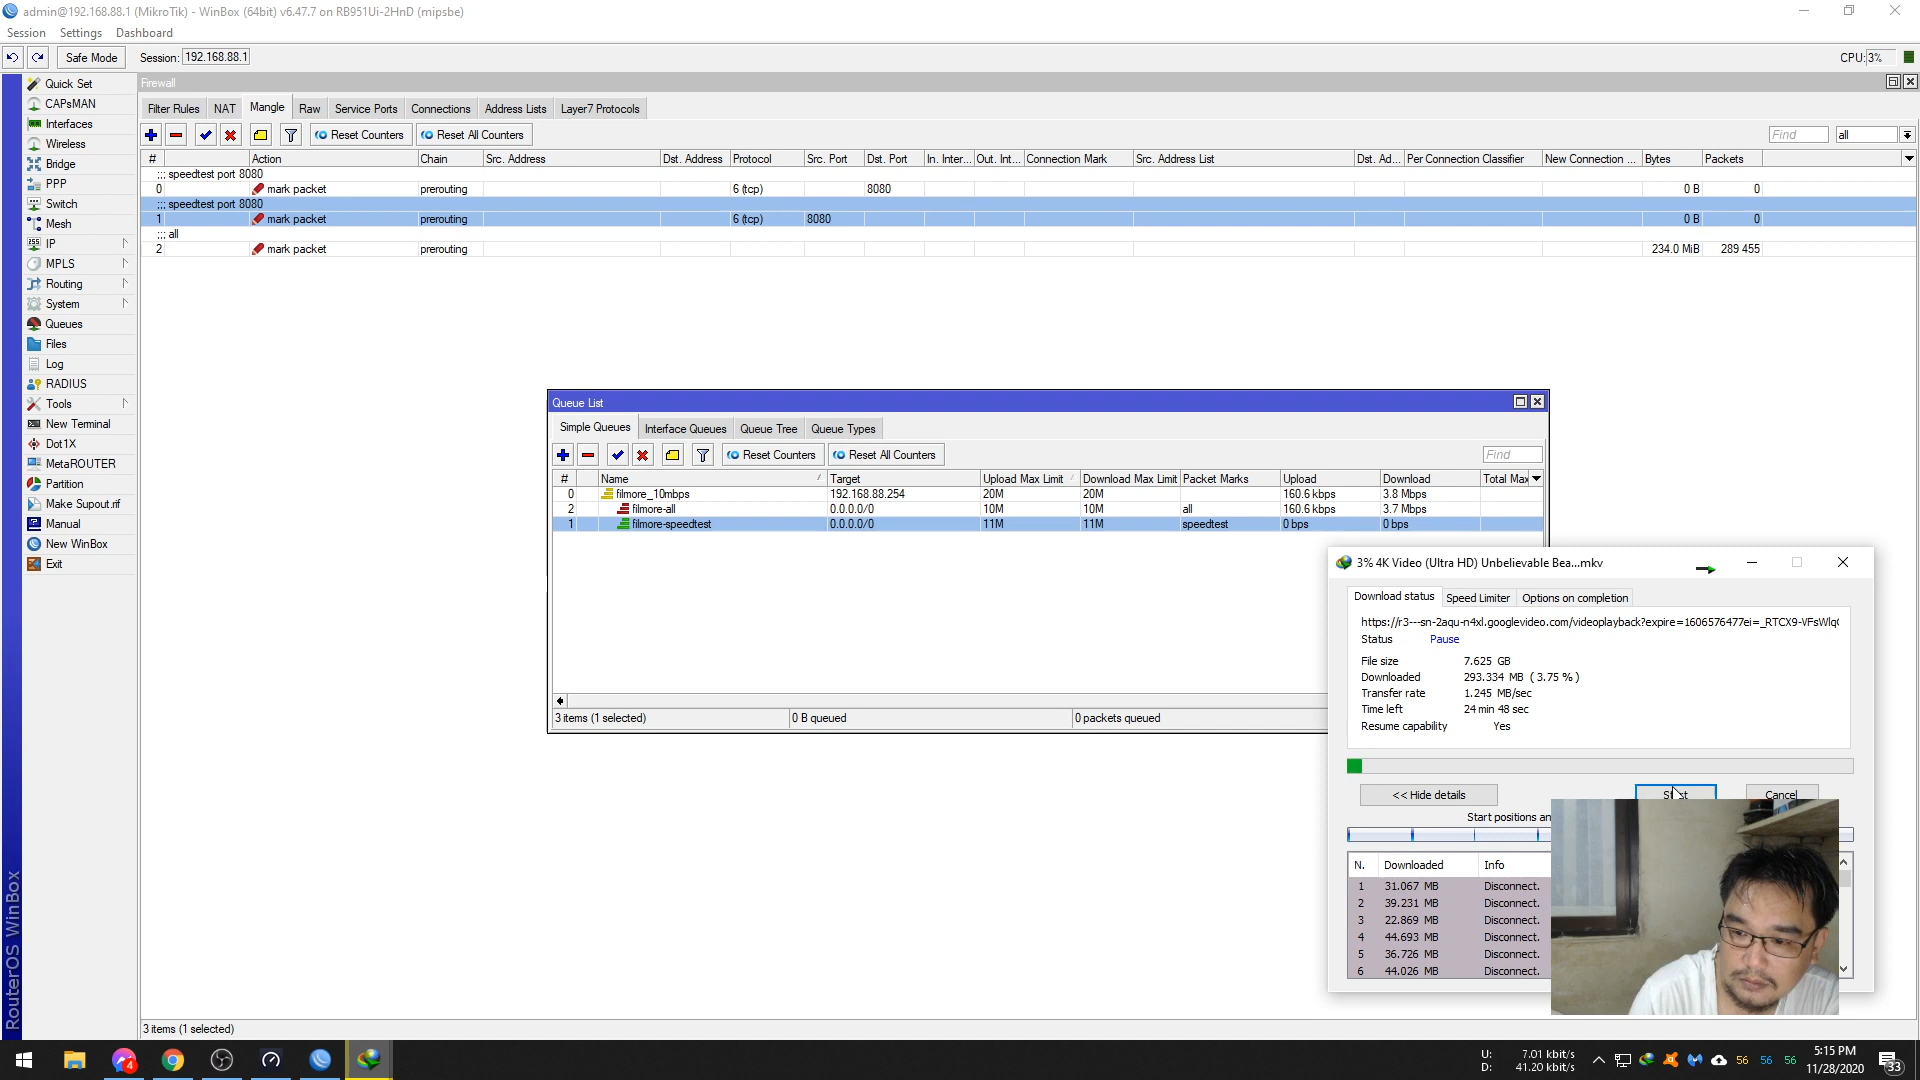 admin@192.168.88.1 (MikroTik) - WinBox (64bit) v6.47.7 on RB951Ui-2HnD (mipsbe)
Session Settings Dashboard
Safe Mode Session: 192.168.88.1 CPU: 3%
Quick Set
CAPsMAN
Interfaces
Wireless
Bridge
PPP
Switch
Mesh
IP
MPLS
Routing
System
Queues
Files
Log
RADIUS
Tools
New Terminal
Dot1X
MetaROUTER
Partition
Make Supout.rif
Manual
New WinBox
Exit
RouterOS WinBox
Firewall
Filter Rules NAT Mangle Raw Service Ports Connections Address Lists Layer7 Protocols
Reset Counters Reset All Counters Find all
# Action Chain Src. Address Dst. Address Protocol Src. Port Dst. Port In. Inter... Out. Int... Connection Mark Src. Address List Dst. Ad... Per Connection Classifier New Connection ... Bytes Packets
;;; speedtest port 8080
0 mark packet prerouting 6 (tcp) 8080 0 B 0
;;; speedtest port 8080
1 mark packet prerouting 6 (tcp) 8080 0 B 0
;;; all
2 mark packet prerouting 234.0 MiB 289 455
3 items (1 selected)
Queue List
Simple Queues Interface Queues Queue Tree Queue Types
Reset Counters Reset All Counters Find
# Name Target Upload Max Limit Download Max Limit Packet Marks Upload Download Total Max
0 filmore_10mbps 192.168.88.254 20M 20M 160.6 kbps 3.8 Mbps
2 filmore-all 0.0.0.0/0 10M 10M all 160.6 kbps 3.7 Mbps
1 filmore-speedtest 0.0.0.0/0 11M 11M speedtest 0 bps 0 bps
3 items (1 selected) 0 B queued 0 packets queued
3% 4K Video (Ultra HD) Unbelievable Bea...mkv
Download status Speed Limiter Options on completion
https://r3---sn-2aqu-n4xl.googlevideo.com/videoplayback?expire=1606576477ei=_RTCX9-VFsWlq
Status Pause
File size 7.625 GB
Downloaded 293.334 MB ( 3.75 % )
Transfer rate 1.245 MB/sec
Time left 24 min 48 sec
Resume capability Yes
<< Hide details Start Cancel
Start positions an
N. Downloaded Info
1 31.067 MB Disconnect.
2 39.231 MB Disconnect.
3 22.869 MB Disconnect.
4 44.693 MB Disconnect.
5 36.726 MB Disconnect.
6 44.026 MB Disconnect.
4
U: 7.01 kbit/s
D: 41.20 kbit/s
56 56 56
5:15 PM
11/28/2020
33